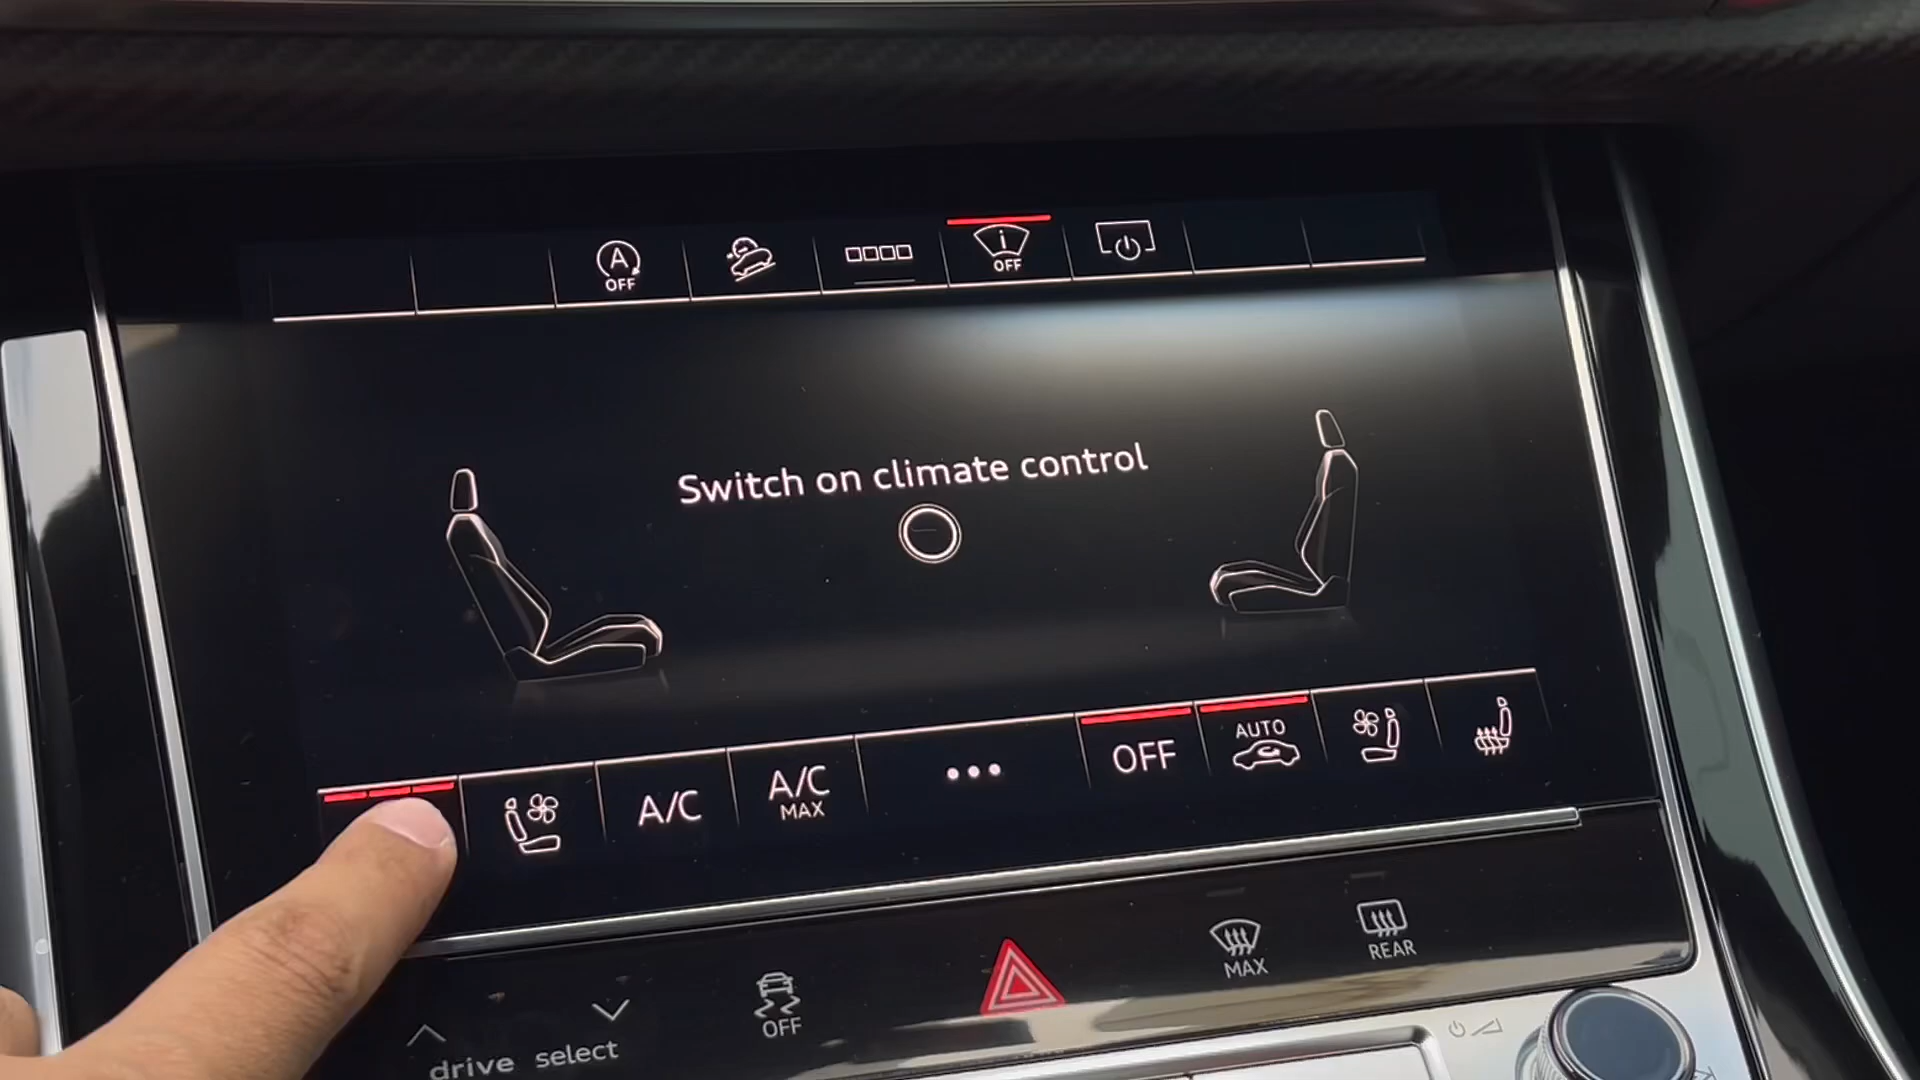 A
OFF
i
OFF
Switch on climate control
A/C
A/C
MAX
OFF
AUTO
MAX
REAR
OFF
drive select